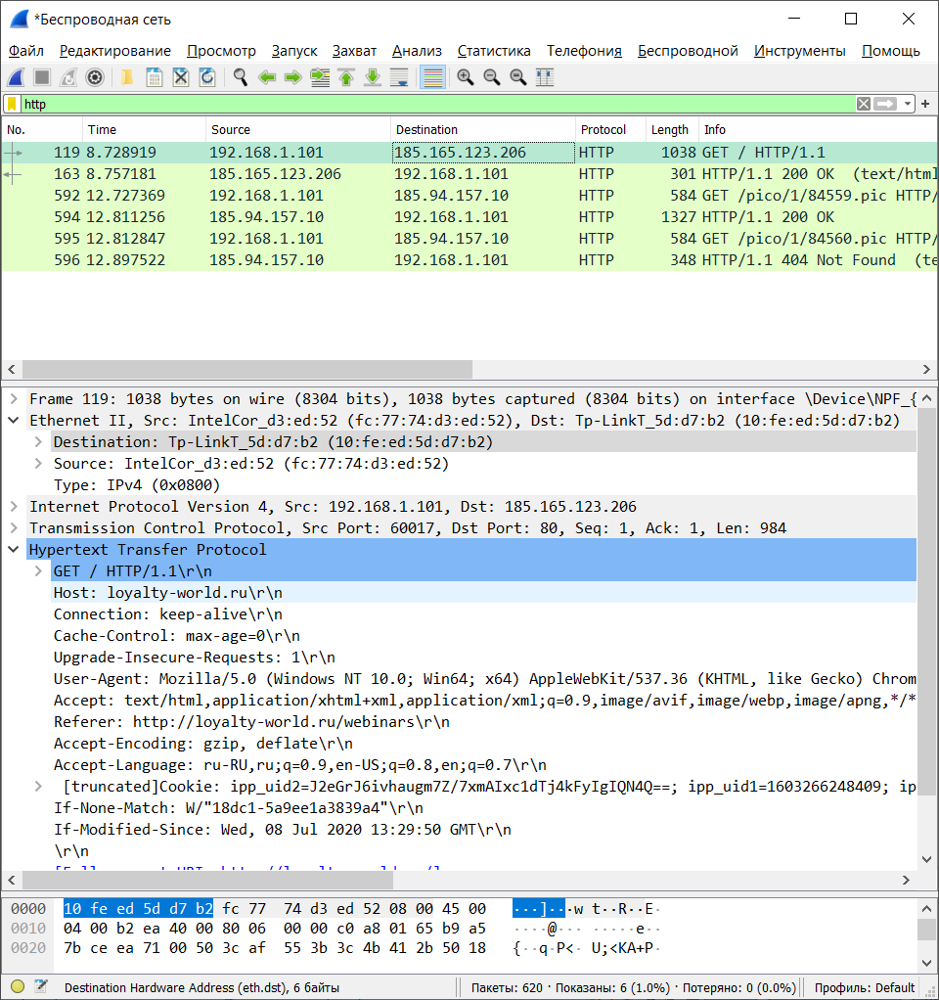 *Беспроводная сеть
Файл Редактирование Просмотр Запуск Захват Анализ Статистика Телефония Беспроводной Инструменты Помощь
http
No. Time Source Destination Protocol Length Info
119 8.728919 192.168.1.101 185.165.123.206 HTTP 1038 GET / HTTP/1.1
163 8.757181 185.165.123.206 192.168.1.101 HTTP 301 HTTP/1.1 200 OK (text/html
592 12.727369 192.168.1.101 185.94.157.10 HTTP 584 GET /pico/1/84559.pic HTTP/
594 12.811256 185.94.157.10 192.168.1.101 HTTP 1327 HTTP/1.1 200 OK
595 12.812847 192.168.1.101 185.94.157.10 HTTP 584 GET /pico/1/84560.pic HTTP/
596 12.897522 185.94.157.10 192.168.1.101 HTTP 348 HTTP/1.1 404 Not Found (te
Frame 119: 1038 bytes on wire (8304 bits), 1038 bytes captured (8304 bits) on interface \Device\NPF_{
Ethernet II, Src: IntelCor_d3:ed:52 (fc:77:74:d3:ed:52), Dst: Tp-LinkT_5d:d7:b2 (10:fe:ed:5d:d7:b2)
Destination: Tp-LinkT_5d:d7:b2 (10:fe:ed:5d:d7:b2)
Source: IntelCor_d3:ed:52 (fc:77:74:d3:ed:52)
Type: IPv4 (0x0800)
Internet Protocol Version 4, Src: 192.168.1.101, Dst: 185.165.123.206
Transmission Control Protocol, Src Port: 60017, Dst Port: 80, Seq: 1, Ack: 1, Len: 984
Hypertext Transfer Protocol
GET / HTTP/1.1\r\n
Host: loyalty-world.ru\r\n
Connection: keep-alive\r\n
Cache-Control: max-age=0\r\n
Upgrade-Insecure-Requests: 1\r\n
User-Agent: Mozilla/5.0 (Windows NT 10.0; Win64; x64) AppleWebKit/537.36 (KHTML, like Gecko) Chrom
Accept: text/html,application/xhtml+xml,application/xml;q=0.9,image/avif,image/webp,image/apng,*/*
Referer: http://loyalty-world.ru/webinars\r\n
Accept-Encoding: gzip, deflate\r\n
Accept-Language: ru-RU,ru;q=0.9,en-US;q=0.8,en;q=0.7\r\n
[truncated]Cookie: ipp_uid2=J2eGrJ6ivhaugm7Z/7xmAIxc1dTj4kFyIgIQN4Q==; ipp_uid1=1603266248409; ip
If-None-Match: W/"18dc1-5a9ee1a3839a4"\r\n
If-Modified-Since: Wed, 08 Jul 2020 13:29:50 GMT\r\n
\r\n
0000 10 fe ed 5d d7 b2 fc 77 74 d3 ed 52 08 00 45 00 ···]···w t··R··E·
0010 04 00 b2 ea 40 00 80 06 00 00 c0 a8 01 65 b9 a5 ····@··· ·····e··
0020 7b ce ea 71 00 50 3c af 55 3b 3c 4b 41 2b 50 18 {··q·P<· U;<KA+P·
Destination Hardware Address (eth.dst), 6 байты Пакеты: 620 · Показаны: 6 (1.0%) · Потеряно: 0 (0.0%) Профиль: Default